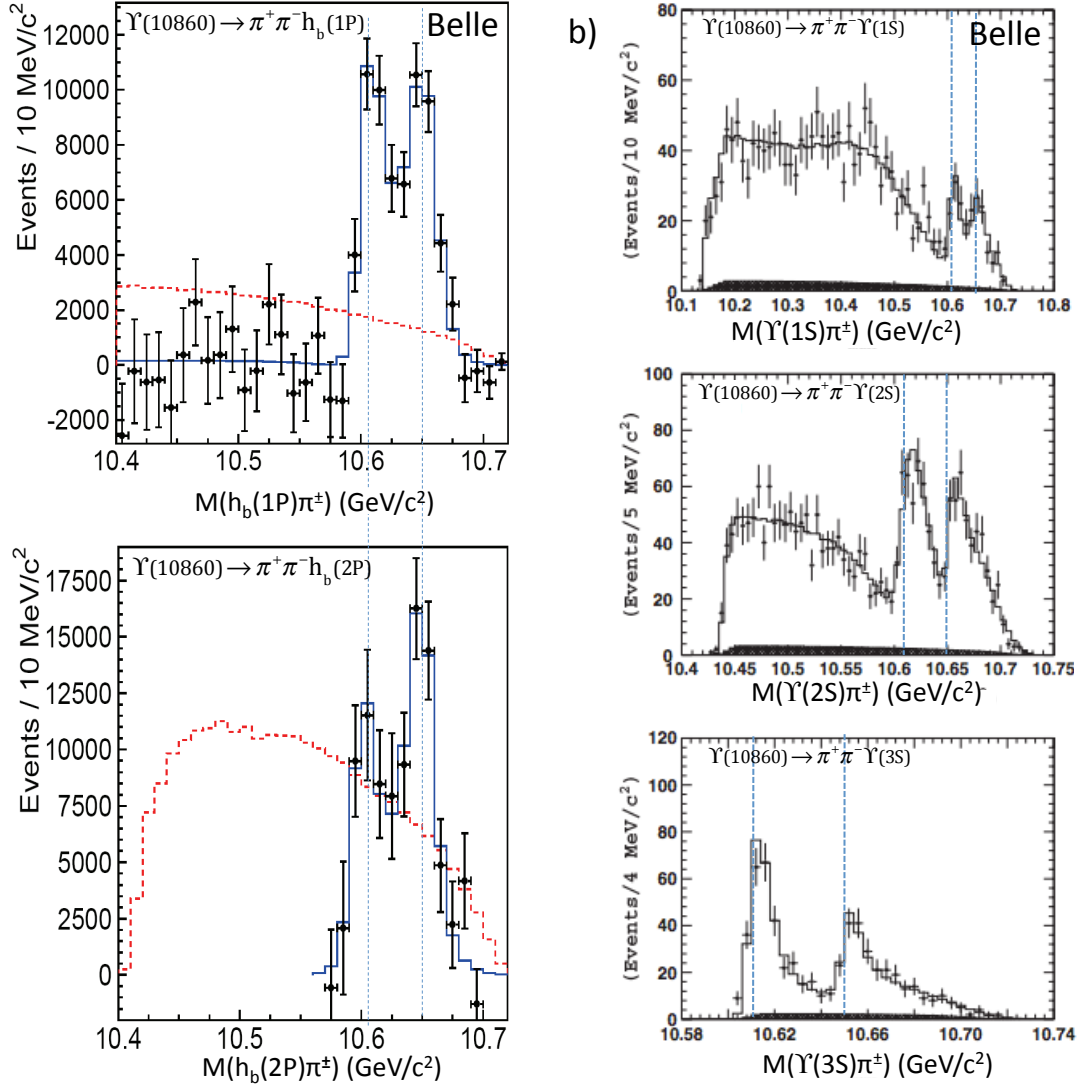 ϒ(10860)→π⁺π⁻h_b(1P) Belle
Events / 10 MeV/c²
12000
10000
8000
6000
4000
2000
0
-2000
10.4 10.5 10.6 10.7
M(h_b(1P)π±) (GeV/c²)
ϒ(10860)→π⁺π⁻h_b(2P)
Events / 10 MeV/c²
17500
15000
12500
10000
7500
5000
2500
0
10.4 10.5 10.6 10.7
M(h_b(2P)π±) (GeV/c²)
b)
ϒ(10860)→π⁺π⁻ϒ(1S) Belle
(Events/10 MeV/c²)
80
60
40
20
0
10.1 10.2 10.3 10.4 10.5 10.6 10.7 10.8
M(ϒ(1S)π±) (GeV/c²)
ϒ(10860)→π⁺π⁻ϒ(2S)
(Events/5 MeV/c²)
100
80
60
40
20
0
10.4 10.45 10.5 10.55 10.6 10.65 10.7 10.75
M(ϒ(2S)π±) (GeV/c²)
ϒ(10860)→π⁺π⁻ϒ(3S)
(Events/4 MeV/c²)
120
100
80
60
40
20
0
10.58 10.62 10.66 10.70 10.74
M(ϒ(3S)π±) (GeV/c²)